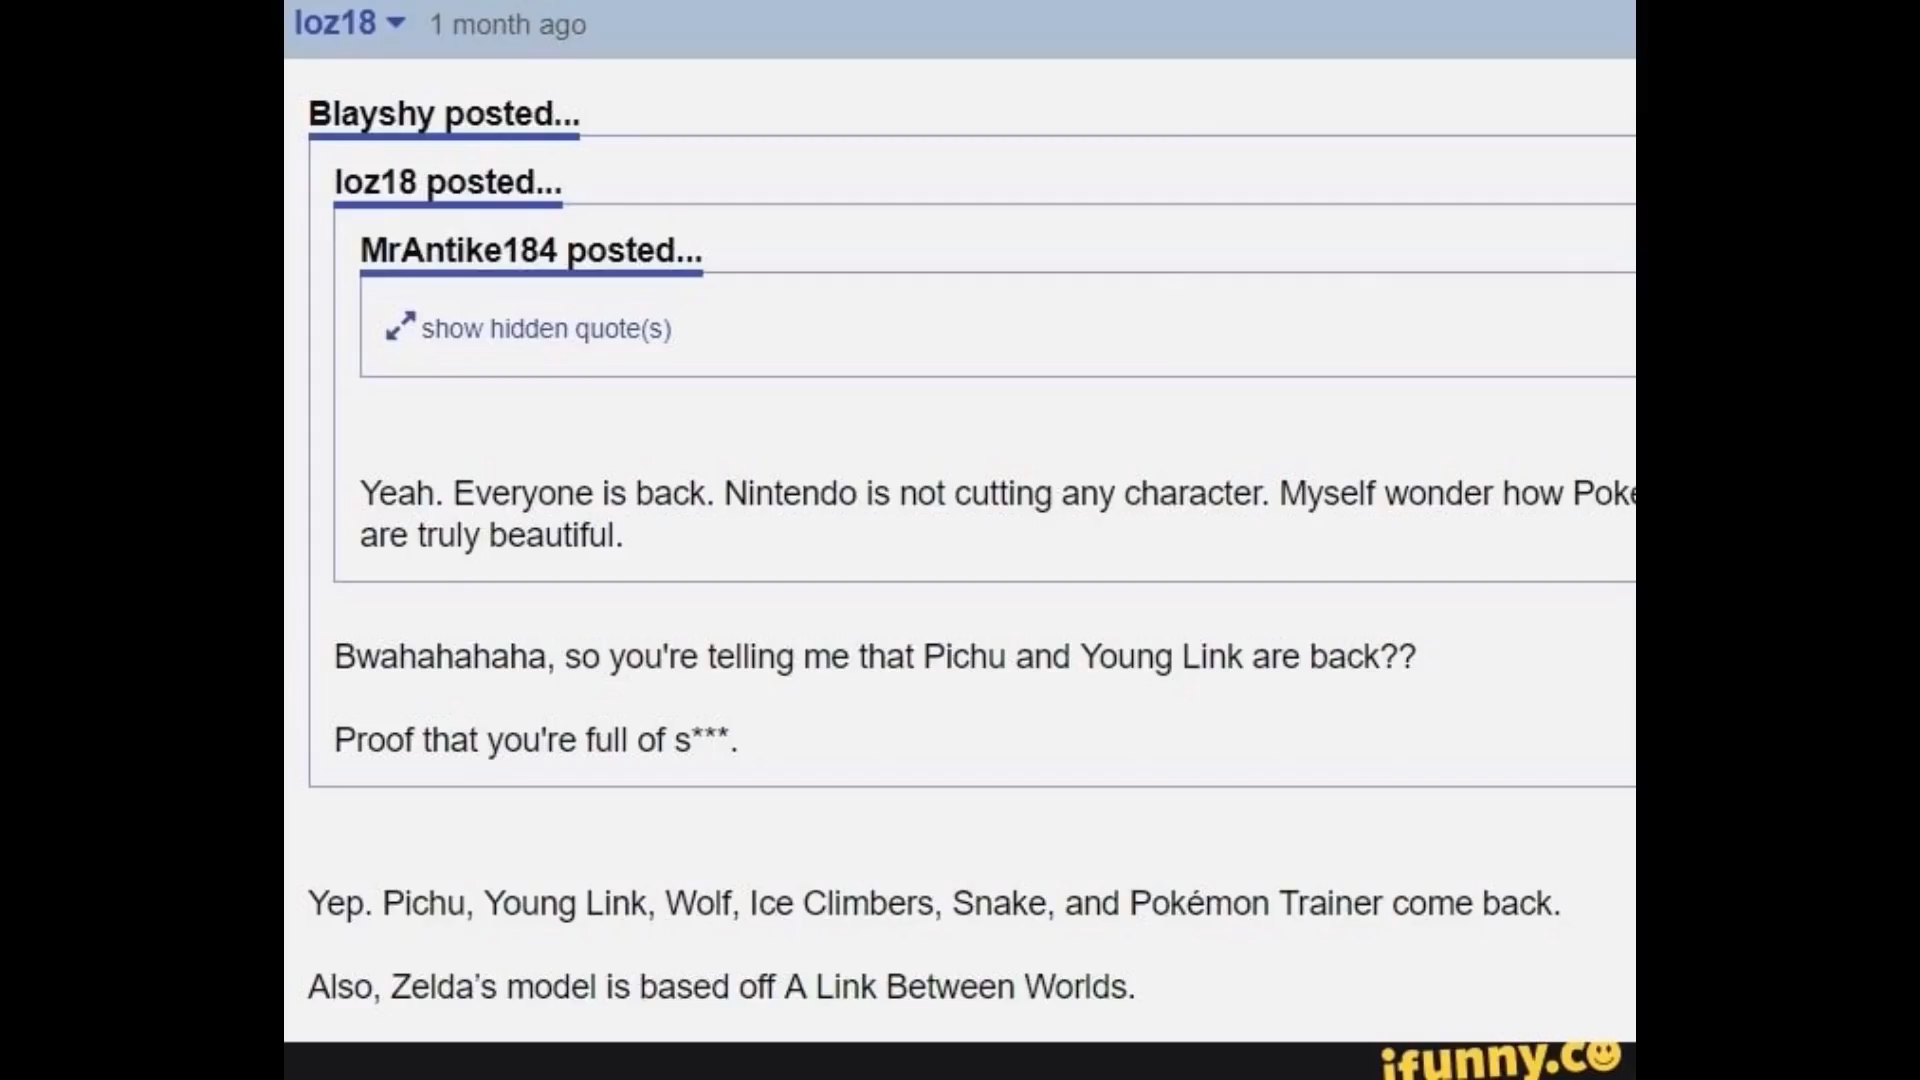 loz18 1 month ago
Blayshy posted...
loz18 posted...
MrAntike184 posted...
show hidden quote(s)
Yeah. Everyone is back. Nintendo is not cutting any character. Myself wonder how Poké
are truly beautiful.
Bwahahahaha, so you're telling me that Pichu and Young Link are back??
Proof that you're full of s***.
Yep. Pichu, Young Link, Wolf, Ice Climbers, Snake, and Pokémon Trainer come back.
Also, Zelda’s model is based off A Link Between Worlds.
ifunny.co